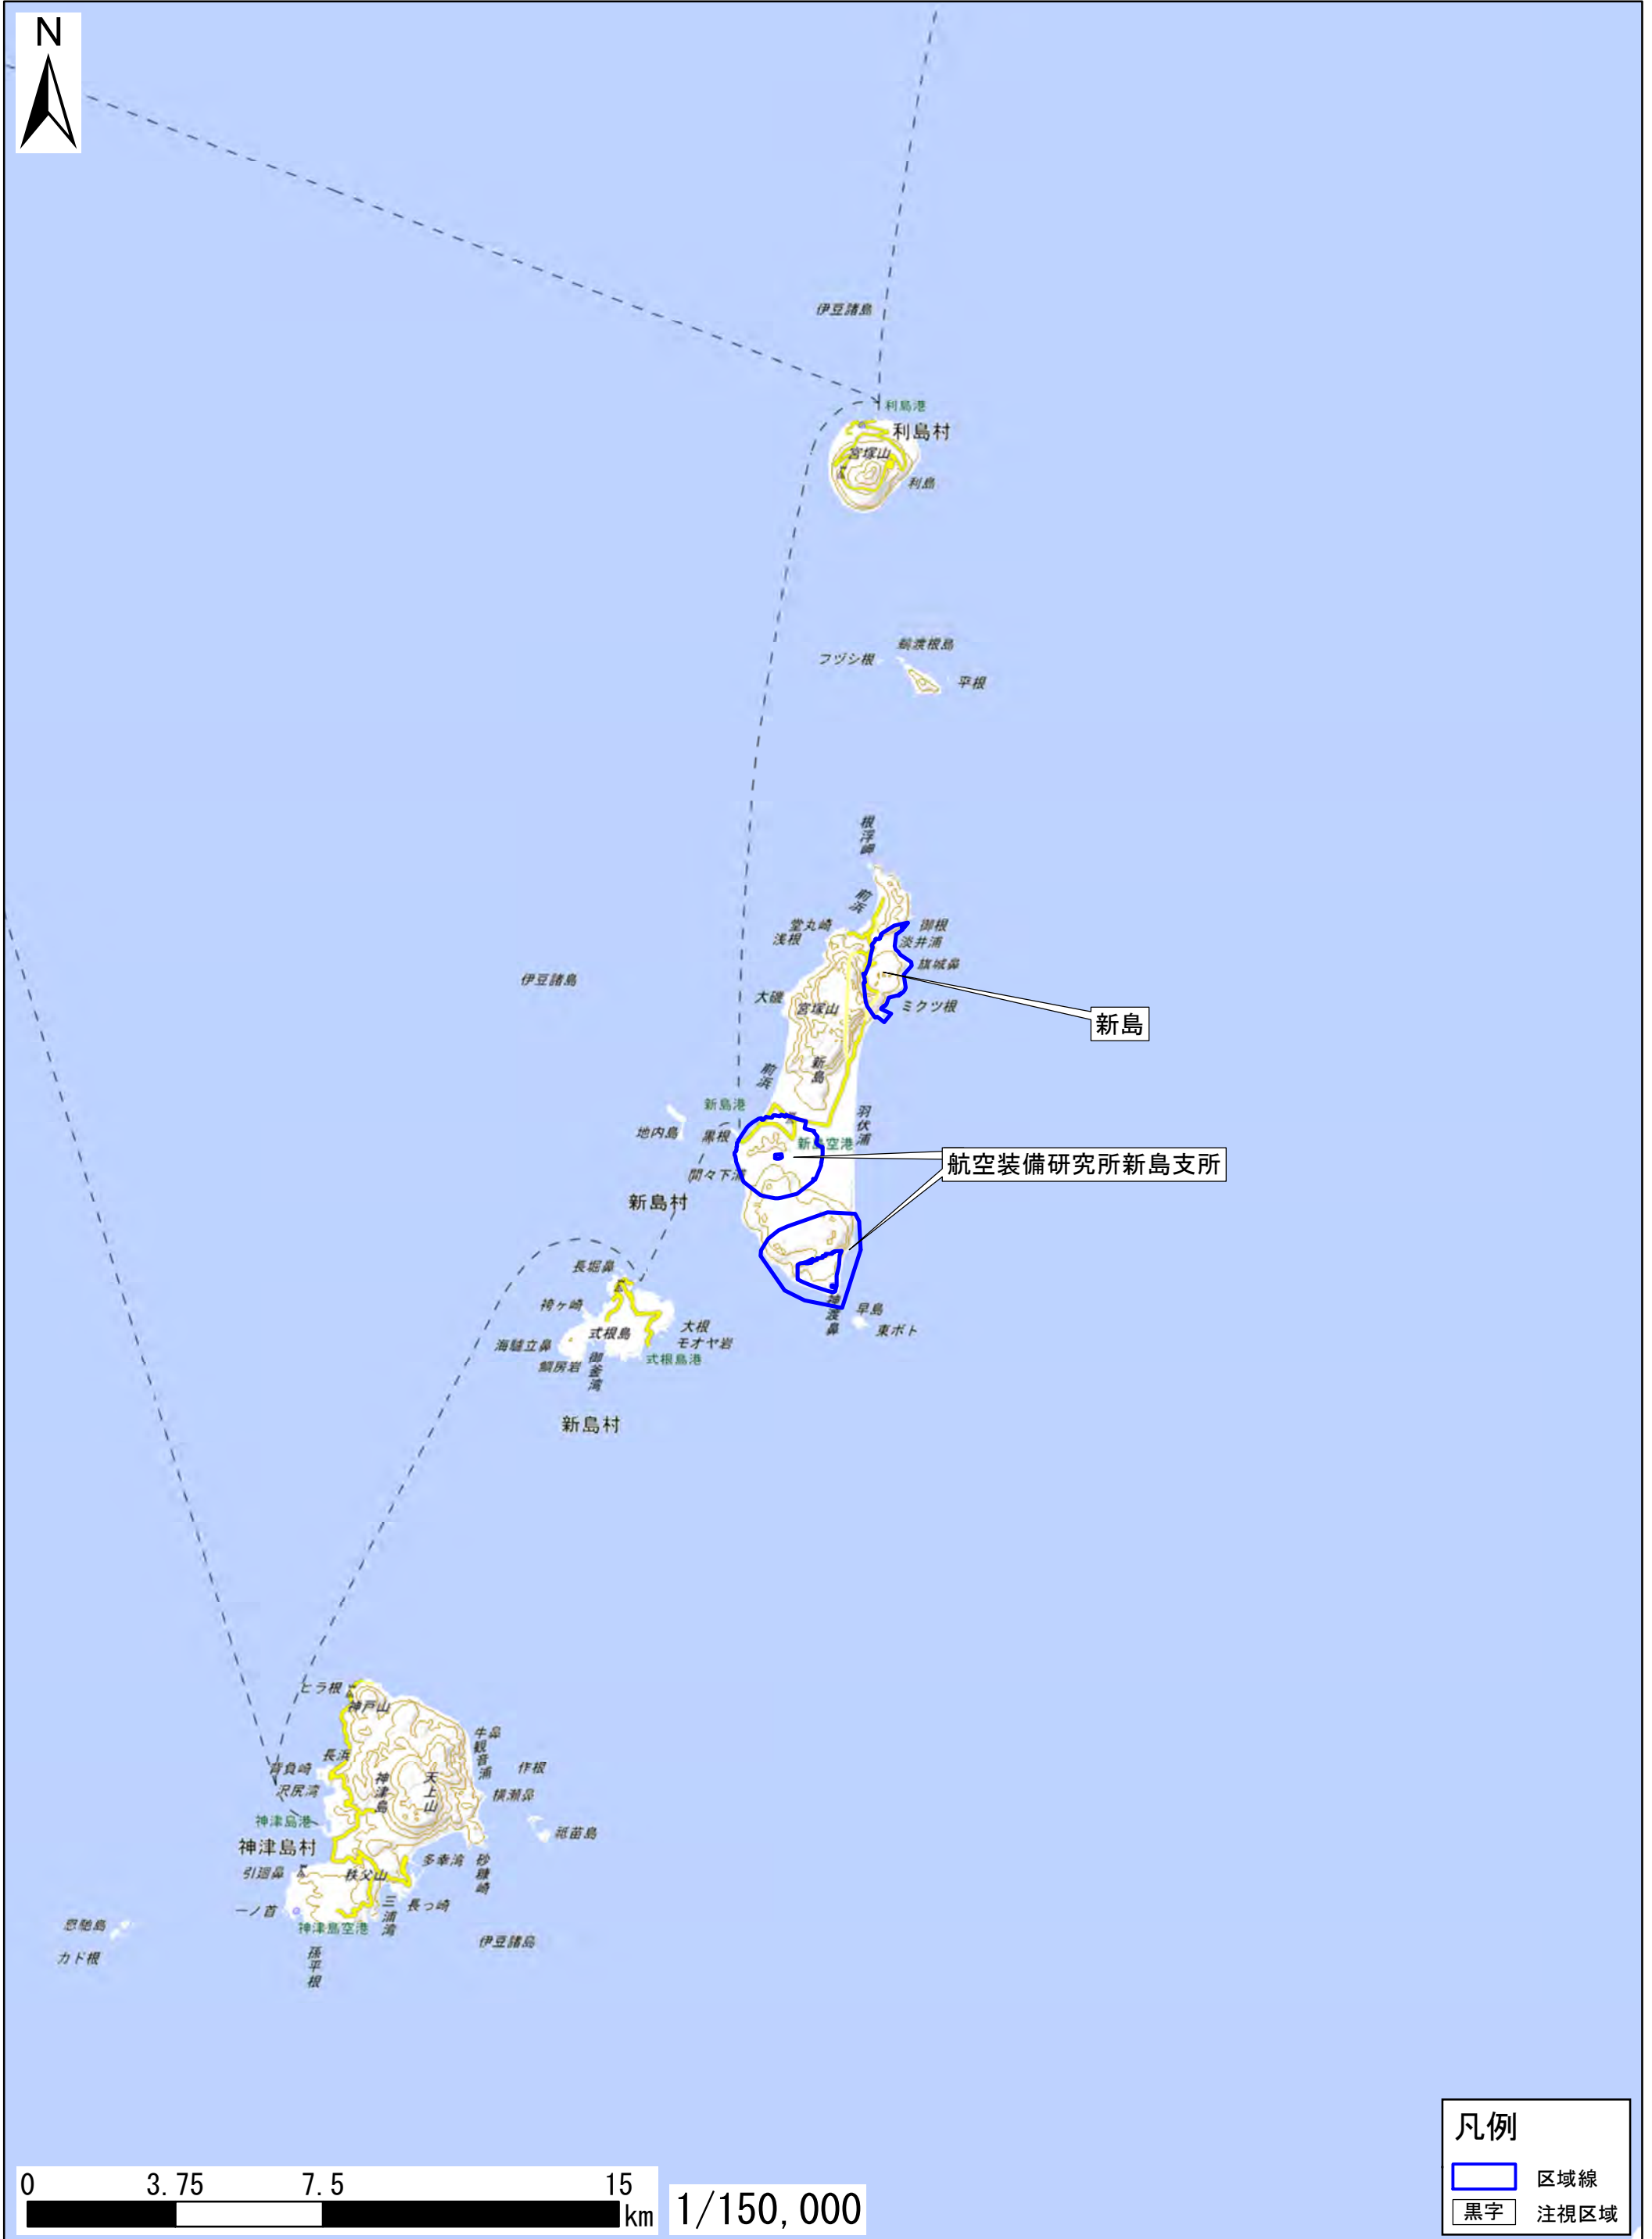 N
伊豆諸島
利島港
利島村
宮塚山
利島
鵜渡根島
フヅシ根
平根
根浮岬
前浜
堂丸崎
御根
浅根
淡井浦
旗城鼻
伊豆諸島
大磯
宮塚山
ミクツ根
新島
新島
前浜
新島港
羽伏浦
地内島
黒根
新島空港
間々下浦
航空装備研究所新島支所
新島村
長堀鼻
袴ヶ崎
神渡鼻
早島
東ボト
大根
式根島
モオヤ岩
海驢立鼻
式根島港
鯛房岩
御釜湾
新島村
ヒラ根
神戸山
牛鼻
観音浦
長浜
背負崎
作根
沢尻湾
神津島
天上山
横瀬鼻
神津島港
祗苗島
神津島村
多幸湾
砂糠崎
引廻鼻
秩父山
長っ崎
一ノ首
三浦湾
恩馳島
神津島空港
伊豆諸島
カド根
孫平根
凡例
区域線
黒字 注視区域
0 3.75 7.5 15
km
1/150,000